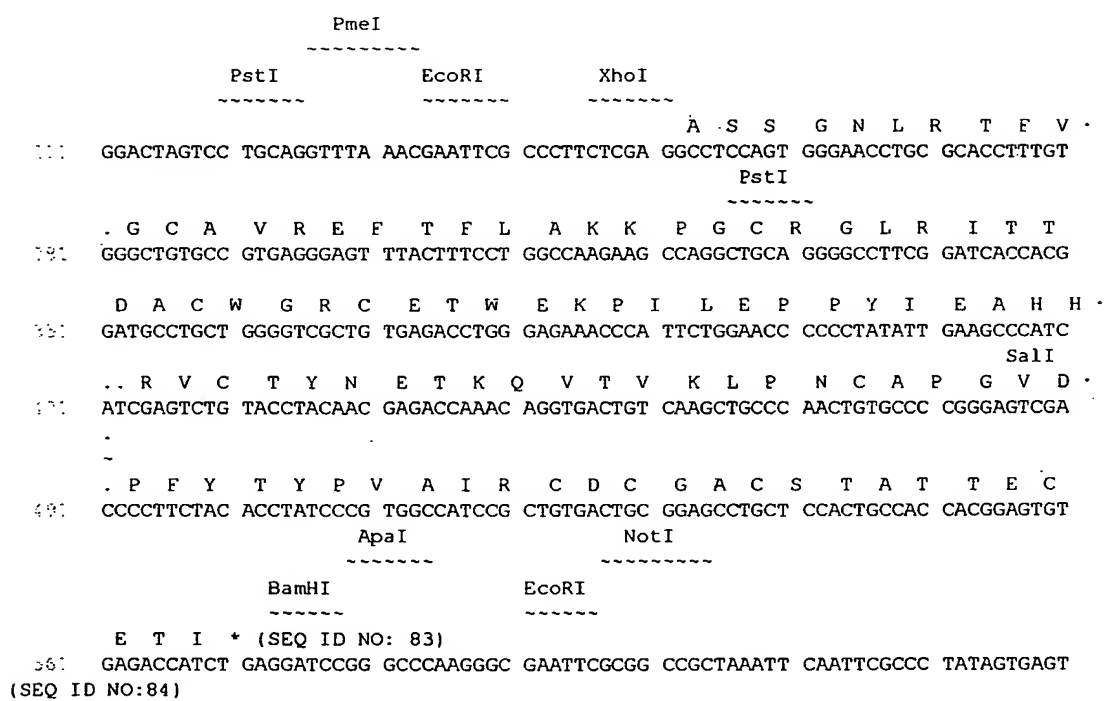 PmeI
~~~~~~~~~
PstI EcoRI XhoI
~~~~~~~ ~~~~~~~ ~~~~~~~
A S S G N L R T F V ·
GGACTAGTCC TGCAGGTTTA AACGAATTCG CCCTTCTCGA GGCCTCCAGT GGGAACCTGC GCACCTTTGT
PstI
~~~~~~~
. G C A V R E F T F L A K K P G C R G L R I T T
GGGCTGTGCC GTGAGGGAGT TTACTTTCCT GGCCAAGAAG CCAGGCTGCA GGGGCCTTCG GATCACCACG
D A C W G R C E T W E K P I L E P P Y I E A H H ·
GATGCCTGCT GGGGTCGCTG TGAGACCTGG GAGAAACCCA TTCTGGAACC CCCCTATATT GAAGCCCATC
SalI
.. R V C T Y N E T K Q V T V K L P N C A P G V D ·
ATCGAGTCTG TACCTACAAC GAGACCAAAC AGGTGACTGT CAAGCTGCCC AACTGTGCCC CGGGAGTCGA
~
. P F Y T Y P V A I R C D C G A C S T A T T E C
491 CCCCTTCTAC ACCTATCCCG TGGCCATCCG CTGTGACTGC GGAGCCTGCT CCACTGCCAC CACGGAGTGT
ApaI NotI
~~~~~~~ ~~~~~~~~~
BamHI EcoRI
~~~~~~ ~~~~~~
E T I * (SEQ ID NO: 83)
561 GAGACCATCT GAGGATCCGG GCCCAAGGGC GAATTCGCGG CCGCTAAATT CAATTCGCCC TATAGTGAGT
(SEQ ID NO:84)